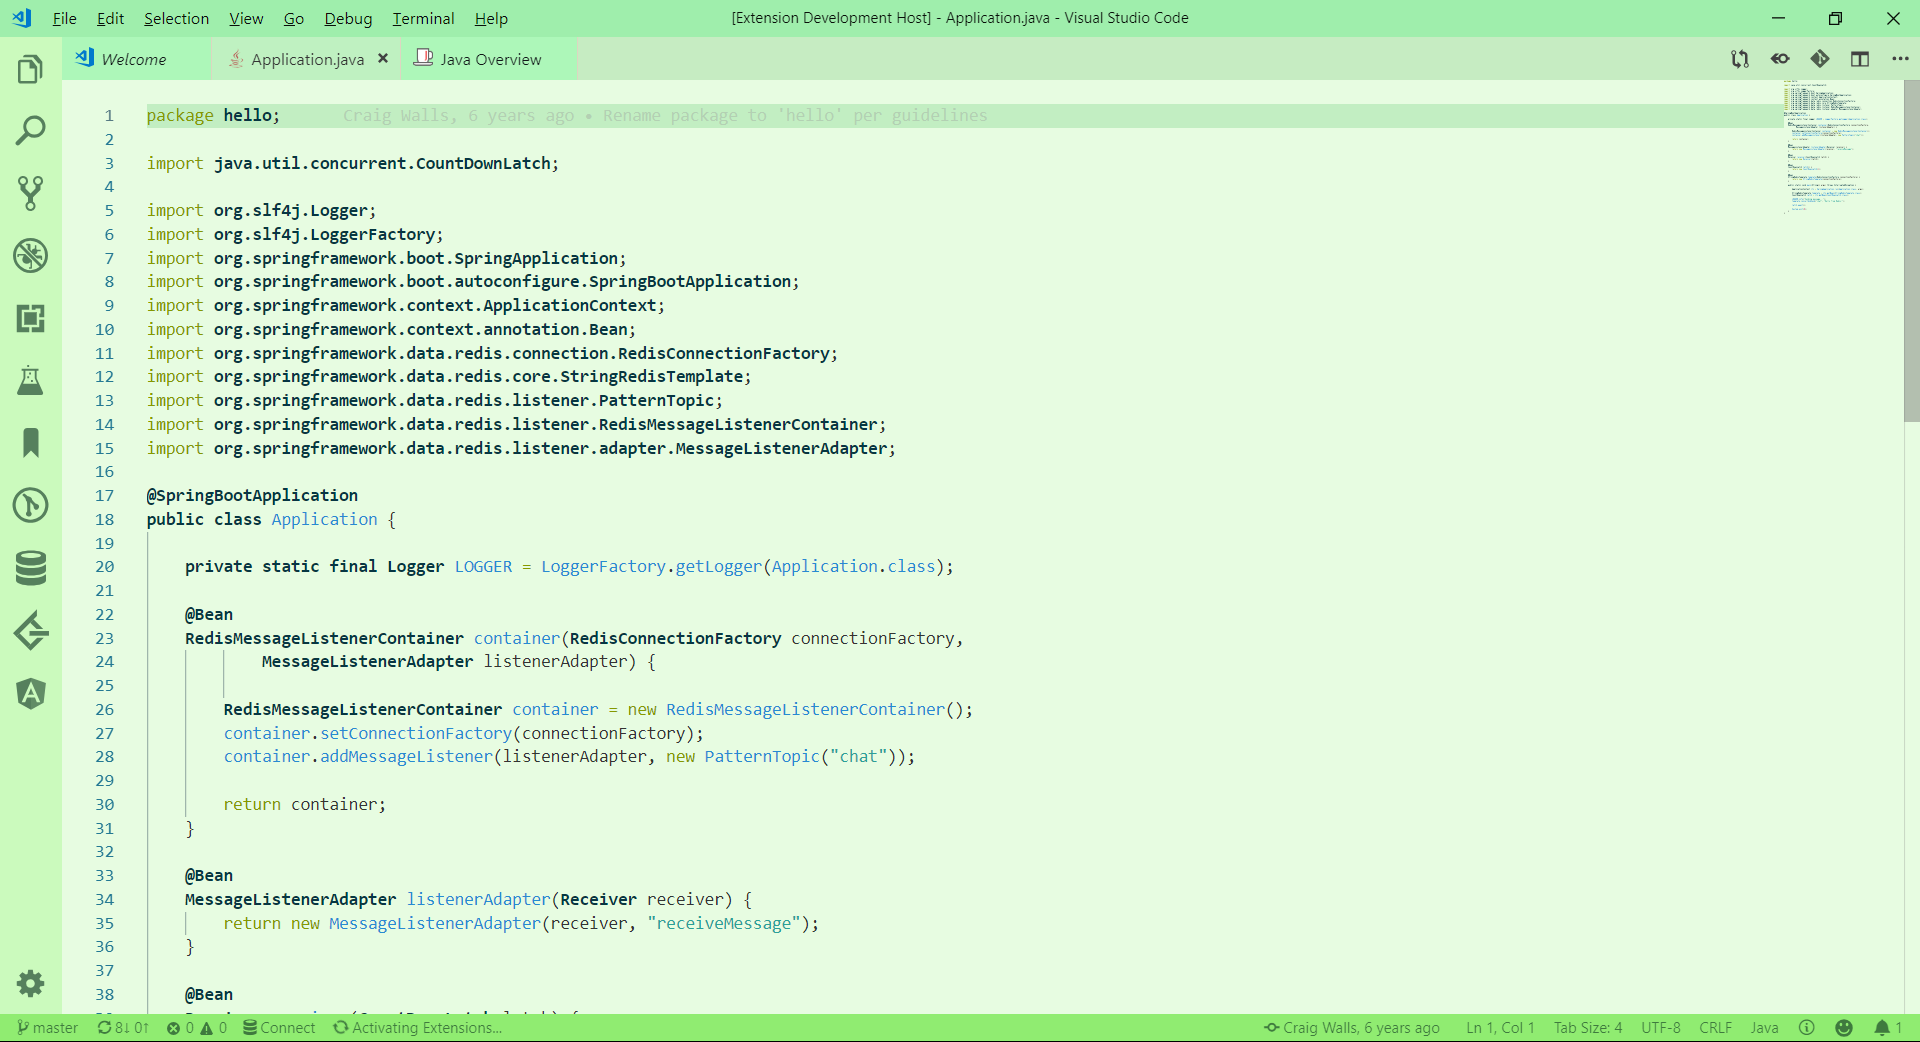 File Edit Selection View Go Debug Terminal Help
[Extension Development Host] - Application.java - Visual Studio Code
Welcome
Application.java
Java Overview
1 package hello; Craig Walls, 6 years ago • Rename package to 'hello' per guidelines
2
3 import java.util.concurrent.CountDownLatch;
4
5 import org.slf4j.Logger;
6 import org.slf4j.LoggerFactory;
7 import org.springframework.boot.SpringApplication;
8 import org.springframework.boot.autoconfigure.SpringBootApplication;
9 import org.springframework.context.ApplicationContext;
10 import org.springframework.context.annotation.Bean;
11 import org.springframework.data.redis.connection.RedisConnectionFactory;
12 import org.springframework.data.redis.core.StringRedisTemplate;
13 import org.springframework.data.redis.listener.PatternTopic;
14 import org.springframework.data.redis.listener.RedisMessageListenerContainer;
15 import org.springframework.data.redis.listener.adapter.MessageListenerAdapter;
16
17 @SpringBootApplication
18 public class Application {
19
20 private static final Logger LOGGER = LoggerFactory.getLogger(Application.class);
21
22 @Bean
23 RedisMessageListenerContainer container(RedisConnectionFactory connectionFactory,
24 MessageListenerAdapter listenerAdapter) {
25
26 RedisMessageListenerContainer container = new RedisMessageListenerContainer();
27 container.setConnectionFactory(connectionFactory);
28 container.addMessageListener(listenerAdapter, new PatternTopic("chat"));
29
30 return container;
31 }
32
33 @Bean
34 MessageListenerAdapter listenerAdapter(Receiver receiver) {
35 return new MessageListenerAdapter(receiver, "receiveMessage");
36 }
37
38 @Bean
master 8↓ 0↑ 0 0 Connect Activating Extensions... Craig Walls, 6 years ago Ln 1, Col 1 Tab Size: 4 UTF-8 CRLF Java 1